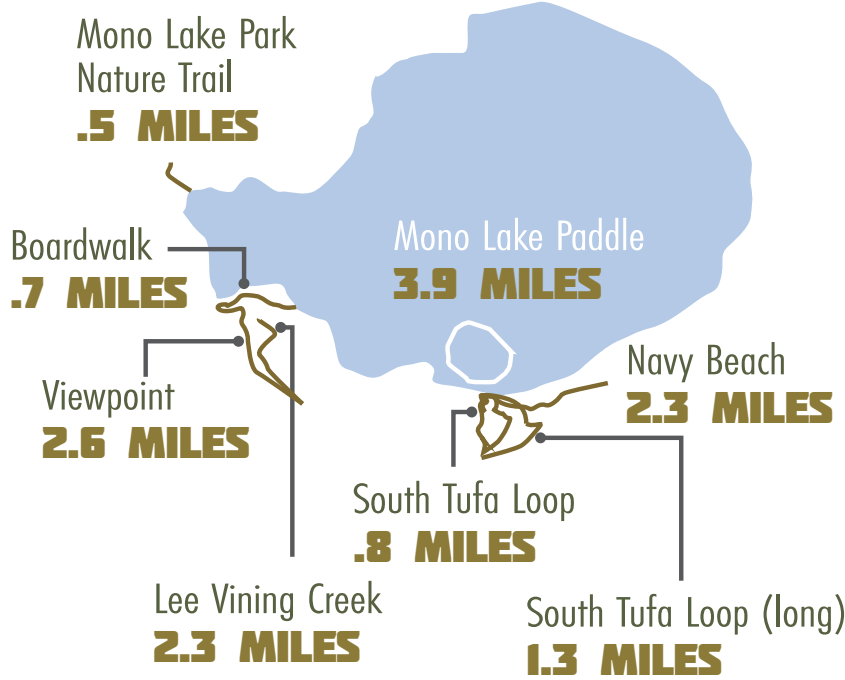 Mono Lake Park
Nature Trail
.5 MILES
Boardwalk
.7 MILES
Mono Lake Paddle
3.9 MILES
Viewpoint
2.6 MILES
Navy Beach
2.3 MILES
South Tufa Loop
.8 MILES
Lee Vining Creek
2.3 MILES
South Tufa Loop (long)
1.3 MILES